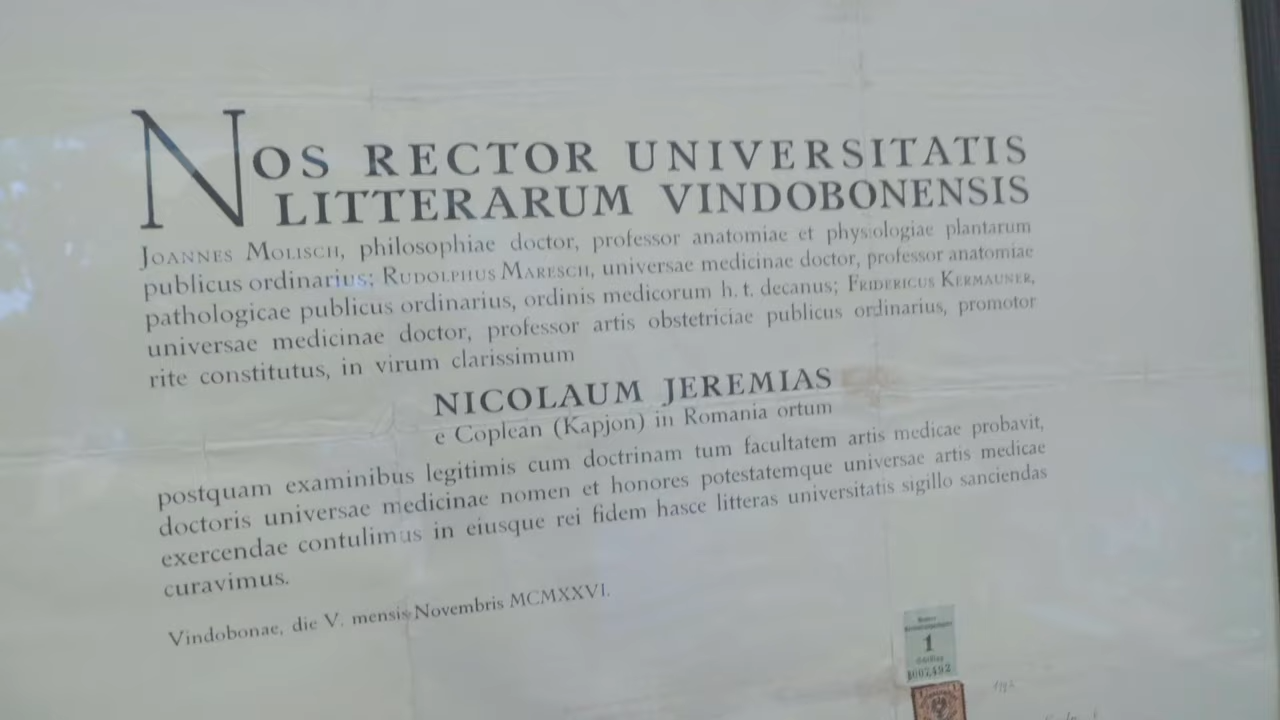 NOS RECTOR UNIVERSITATIS
LITTERARUM VINDOBONENSIS
JOANNES MOLISCH, philosophiae doctor, professor anatomiae et physiologiae plantarum
publicus ordinarius; RUDOLPHUS MARESCH, universae medicinae doctor, professor anatomiae
pathologicae publicus ordinarius, ordinis medicorum h. t. decanus; FRIDERICUS KERMAUNER,
universae medicinae doctor, professor artis obstetriciae publicus ordinarius, promotor
rite constitutus, in virum clarissimum
NICOLAUM JEREMIAS
e Coplean (Kapjon) in Romania ortum
postquam examinibus legitimis cum doctrinam tum facultatem artis medicae probavit,
doctoris universae medicinae nomen et honores potestatemque universae artis medicae
exercendae contulimus in eiusque rei fidem hasce litteras universitatis sigillo sanciendas
curavimus.
Vindobonae, die V. mensis Novembris MCMXXVI.
1